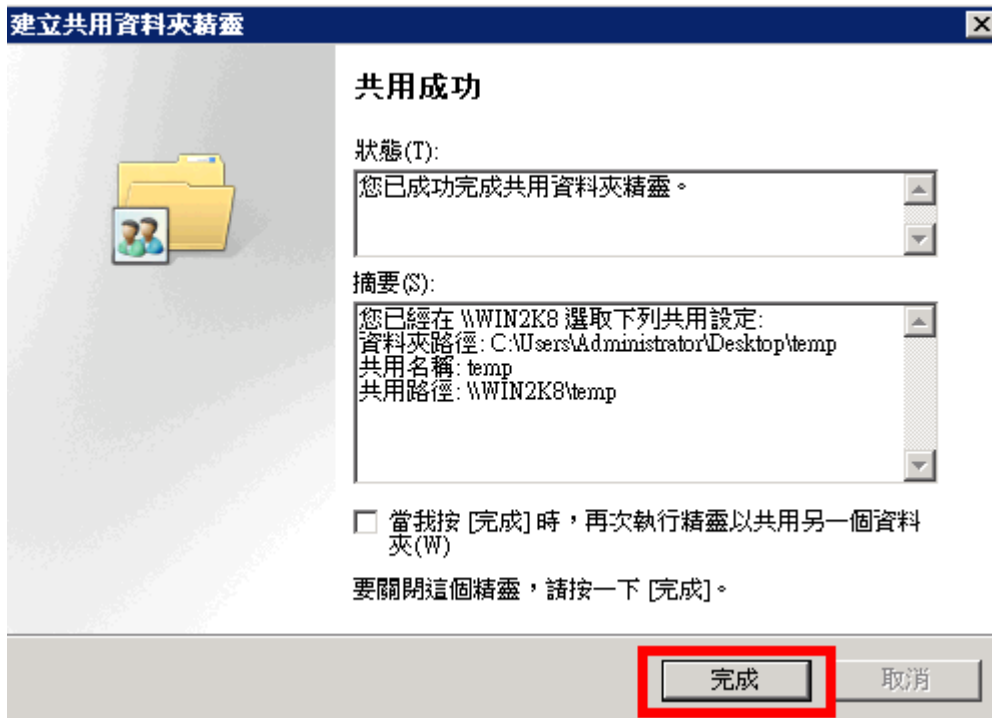 建立共用資料夾精靈
共用成功
狀態(T):
您已成功完成共用資料夾精靈。
摘要(S):
您已經在 \\WIN2K8 選取下列共用設定:
資料夾路徑: C:\Users\Administrator\Desktop\temp
共用名稱: temp
共用路徑: \\WIN2K8\temp
當我按 [完成] 時，再次執行精靈以共用另一個資料
夾(W)
要關閉這個精靈，請按一下 [完成]。
完成
取消